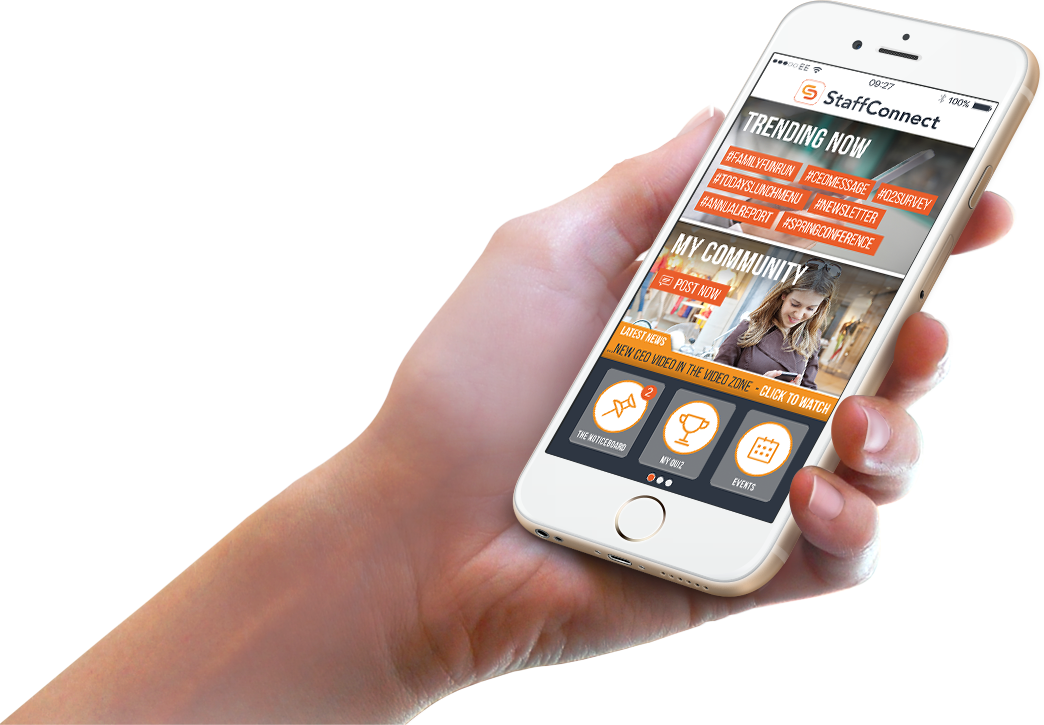 EE 09:27 100%
StaffConnect
TRENDING NOW
#FAMILYFUNRUN #CEOMESSAGE #Q2SURVEY
#TODAYSLUNCHMENU #NEWSLETTER
#ANNUALREPORT #SPRINGCONFERENCE
MY COMMUNITY
POST NOW
LATEST NEWS
...NEW CEO VIDEO IN THE VIDEO ZONE - CLICK TO WATCH
2
THE NOTICEBOARD MY QUIZ EVENTS